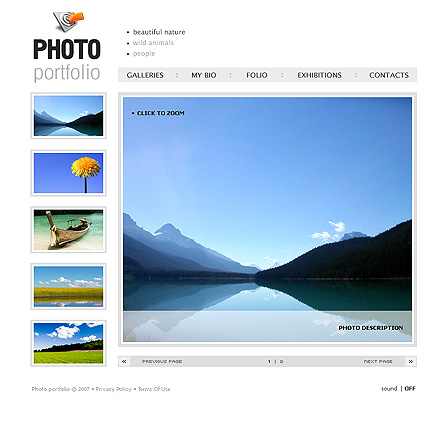 PHOTO
portfolio
• beautiful nature
• wild animals
• people
GALLERIES : MY BIO : FOLIO : EXHIBITIONS : CONTACTS
• CLICK TO ZOOM
PHOTO DESCRIPTION
« PREVIOUS PAGE 1 | NEXT PAGE »
Photo portfolio © 2007 • Privacy Policy • Terms Of Use
sound | OFF